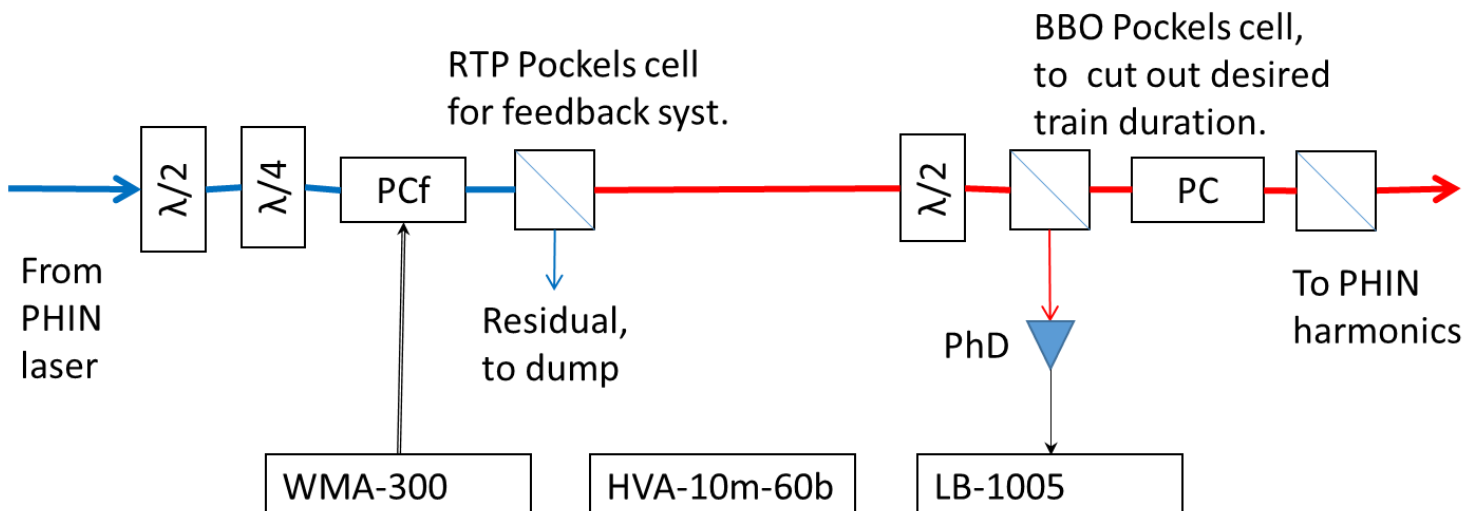 RTP Pockels cell
for feedback syst.
BBO Pockels cell,
to cut out desired
train duration.
λ/2
λ/4
PCf
λ/2
PC
From
PHIN
laser
Residual,
to dump
PhD
To PHIN
harmonics
WMA-300
HVA-10m-60b
LB-1005